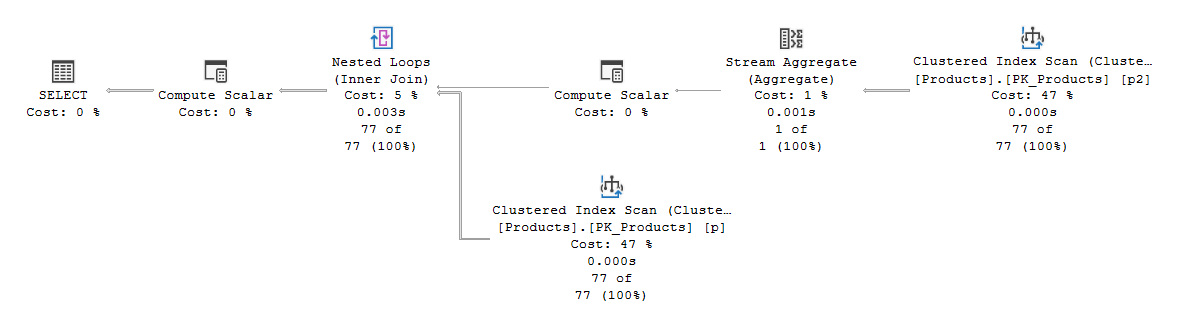 SELECT
Cost: 0 %
Compute Scalar
Cost: 0 %
Nested Loops
(Inner Join)
Cost: 5 %
0.003s
77 of
77 (100%)
Compute Scalar
Cost: 0 %
Stream Aggregate
(Aggregate)
Cost: 1 %
0.001s
1 of
1 (100%)
Clustered Index Scan (Cluste…
[Products].[PK_Products] [p2]
Cost: 47 %
0.000s
77 of
77 (100%)
Clustered Index Scan (Cluste…
[Products].[PK_Products] [p]
Cost: 47 %
0.000s
77 of
77 (100%)